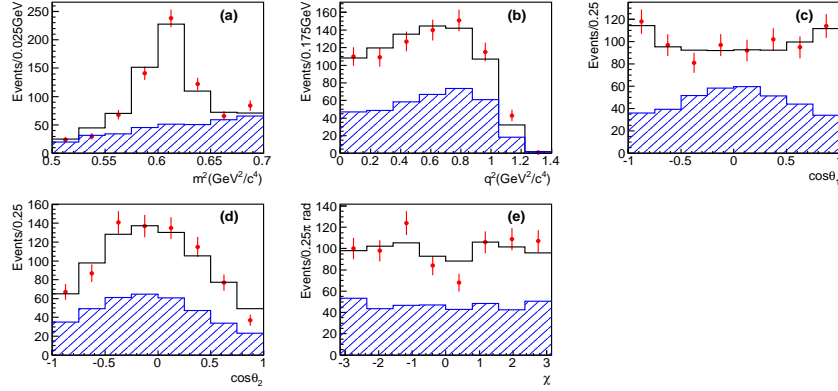 (a)
Events/0.025GeV
250
200
150
100
50
0
0.5 0.55 0.6 0.65 0.7
m²(GeV²/c⁴)
(b)
Events/0.175GeV
160
140
120
100
80
60
40
20
0
0 0.2 0.4 0.6 0.8 1 1.2 1.4
q²(GeV²/c⁴)
(c)
Events/0.25
120
100
80
60
40
20
0
-1 -0.5 0 0.5 1
cosθ₁
(d)
Events/0.25
160
140
120
100
80
60
40
20
0
-1 -0.5 0 0.5 1
cosθ₂
(e)
Events/0.25π rad
140
120
100
80
60
40
20
0
-3 -2 -1 0 1 2 3
χ